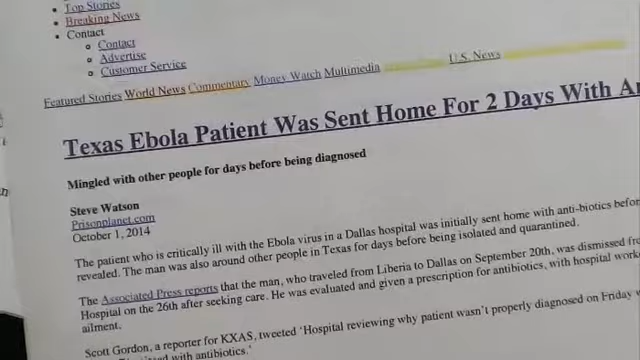 Top Stories
Breaking News
Contact
Contact
Advertise
Customer Service
Featured Stories World News Commentary Money Watch Multimedia U.S. News
Texas Ebola Patient Was Sent Home For 2 Days With
Mingled with other people for days before being diagnosed
Steve Watson
Prisonplanet.com
October 1, 2014
The patient who is critically ill with the Ebola virus in a Dallas hospital was initially sent home with anti-biotics
revealed. The man was also around other people in Texas for days before being isolated and quarantined.
The Associated Press reports that the man, who traveled from Liberia to Dallas on September 20th, was dismissed
Hospital on the 26th after seeking care. He was evaluated and given a prescription for antibiotics, with hospital
ailment.
Scott Gordon, a reporter for KXAS, tweeted ‘Hospital reviewing why patient wasn’t properly diagnosed on Friday
with antibiotics.’